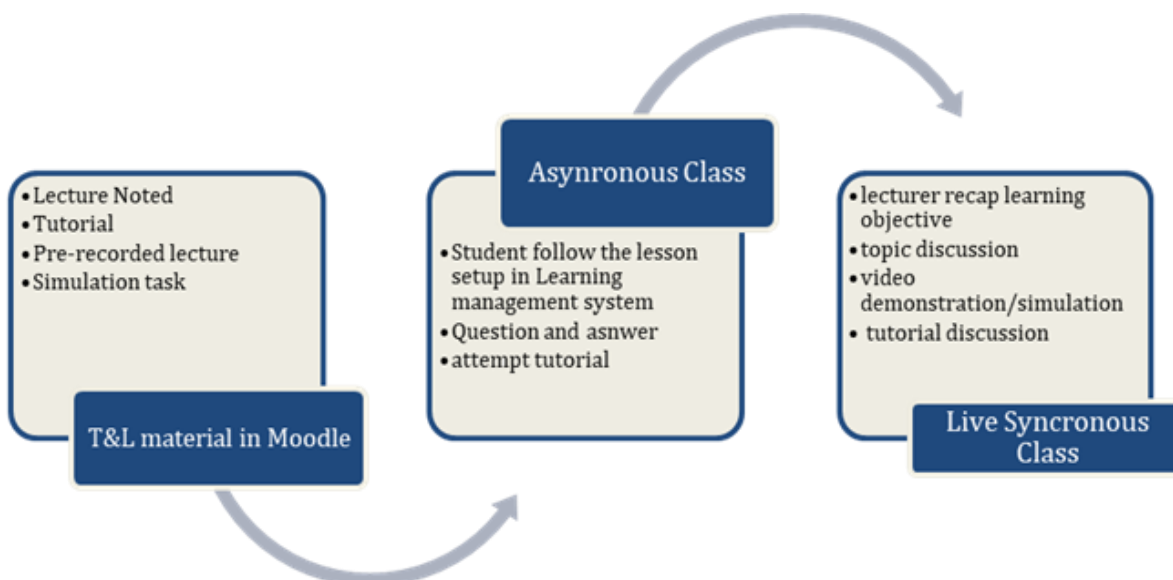 • Lecture Noted
• Tutorial
• Pre-recorded lecture
• Simulation task
T&L material in Moodle
Asynronous Class
• Student follow the lesson
setup in Learning
management system
• Question and asnwer
• attempt tutorial
• lecturer recap learning
objective
• topic discussion
• video
demonstration/simulation
• tutorial discussion
Live Syncronous
Class